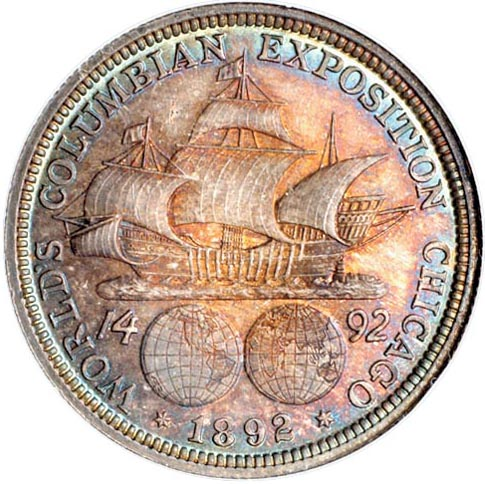 WORLDS COLUMBIAN EXPOSITION CHICAGO
14 92
1892